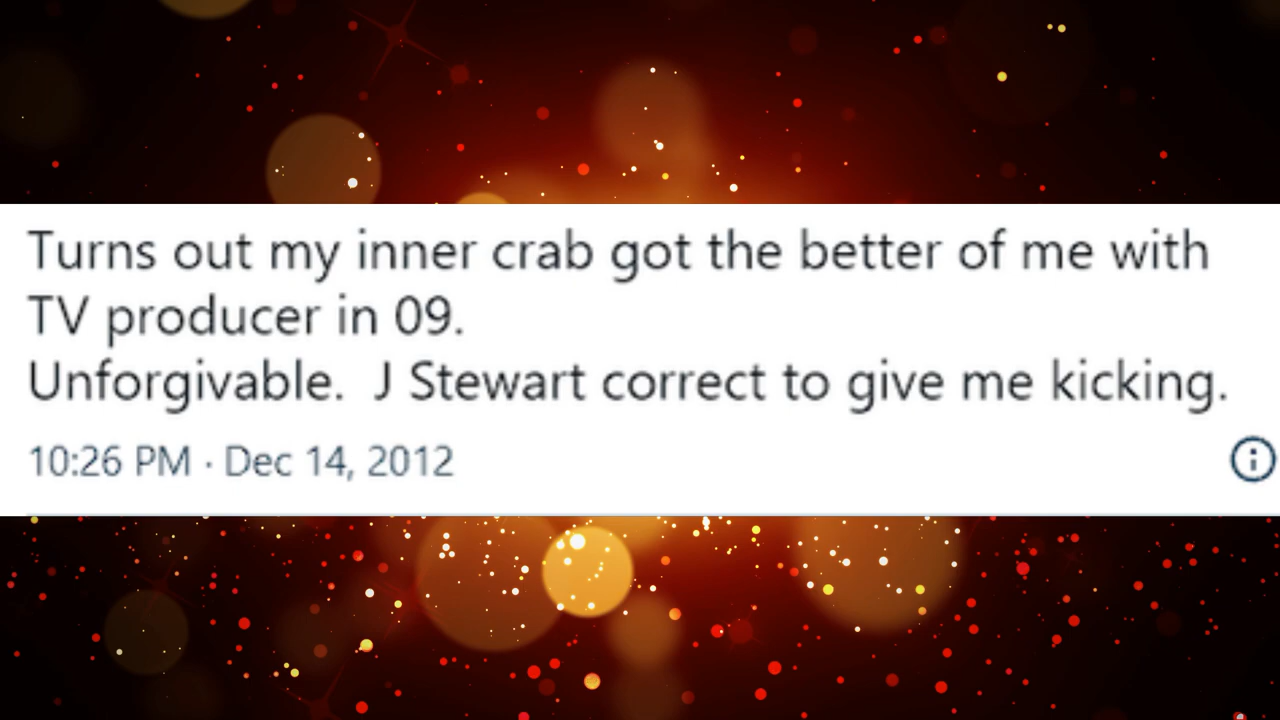 Turns out my inner crab got the better of me with
TV producer in 09.
Unforgivable.  J Stewart correct to give me kicking.
10:26 PM · Dec 14, 2012